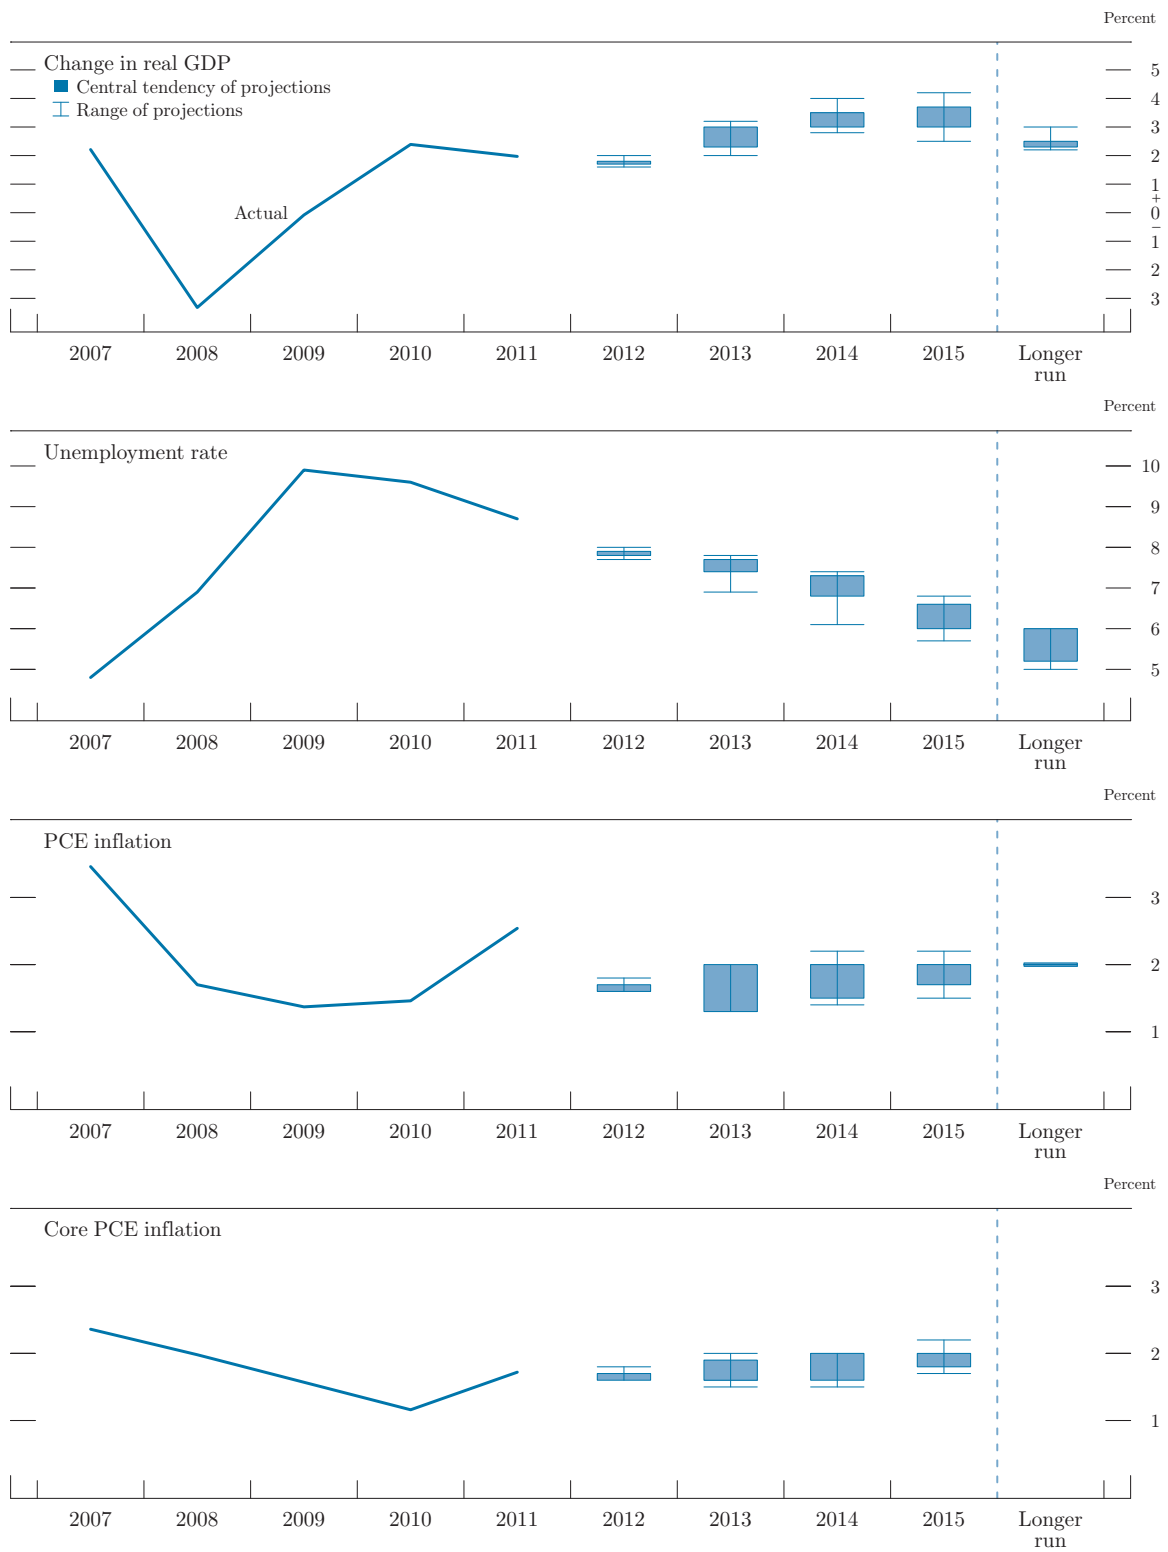 Percent
Change in real GDP
Central tendency of projections
Range of projections
Actual
5
4
3
2
1
+
0
−
1
2
3
2007 2008 2009 2010 2011 2012 2013 2014 2015 Longer
run
Percent
Unemployment rate
10
9
8
7
6
5
2007 2008 2009 2010 2011 2012 2013 2014 2015 Longer
run
Percent
PCE inflation
3
2
1
2007 2008 2009 2010 2011 2012 2013 2014 2015 Longer
run
Percent
Core PCE inflation
3
2
1
2007 2008 2009 2010 2011 2012 2013 2014 2015 Longer
run